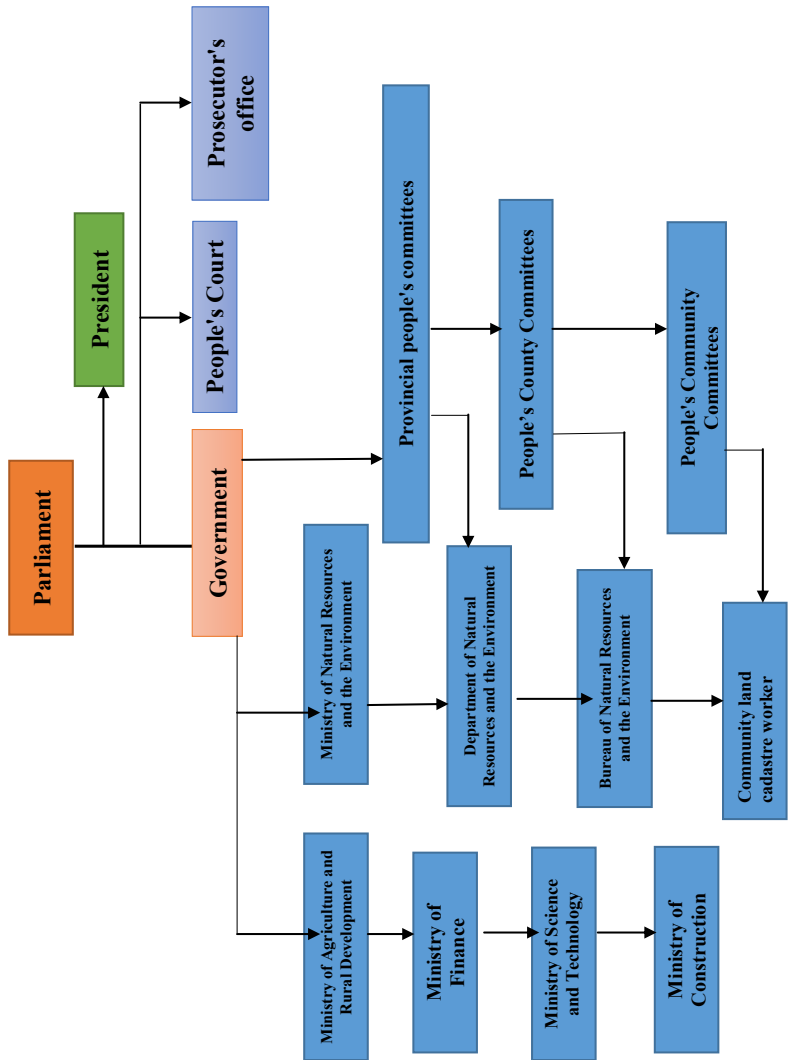 Parliament
President
Government
People's Court
Prosecutor's
office
Ministry of Agriculture and
Rural Development
Ministry of Natural Resources
and the Environment
Provincial people's committees
Ministry of
Finance
Department of Natural
Resources and the Environment
People’s County Committees
Ministry of Science
and Technology
Bureau of Natural Resources
and the Environment
Ministry of
Construction
People's Community
Committees
Community land
cadastre worker